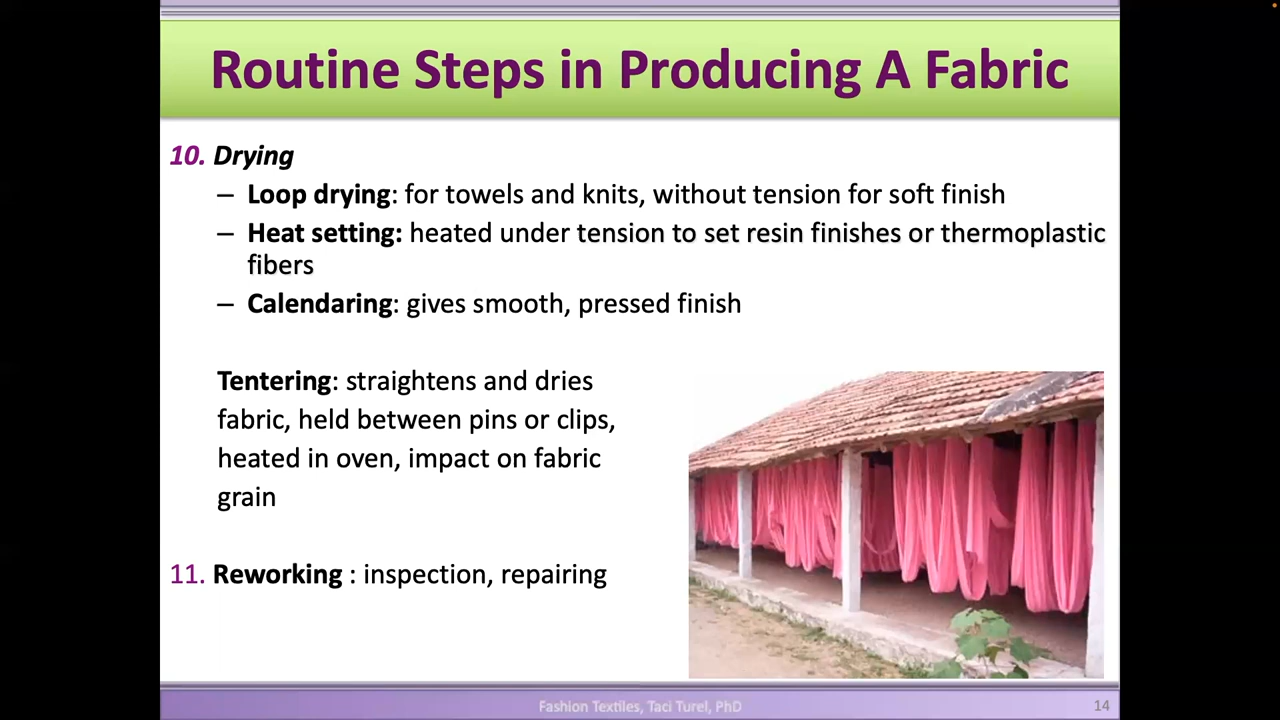 Routine Steps in Producing A Fabric
10. Drying
– Loop drying: for towels and knits, without tension for soft finish
– Heat setting: heated under tension to set resin finishes or thermoplastic
fibers
– Calendaring: gives smooth, pressed finish
Tentering: straightens and dries
fabric, held between pins or clips,
heated in oven, impact on fabric
grain
11. Reworking : inspection, repairing
Fashion Textiles, Taci Turel, PhD
14